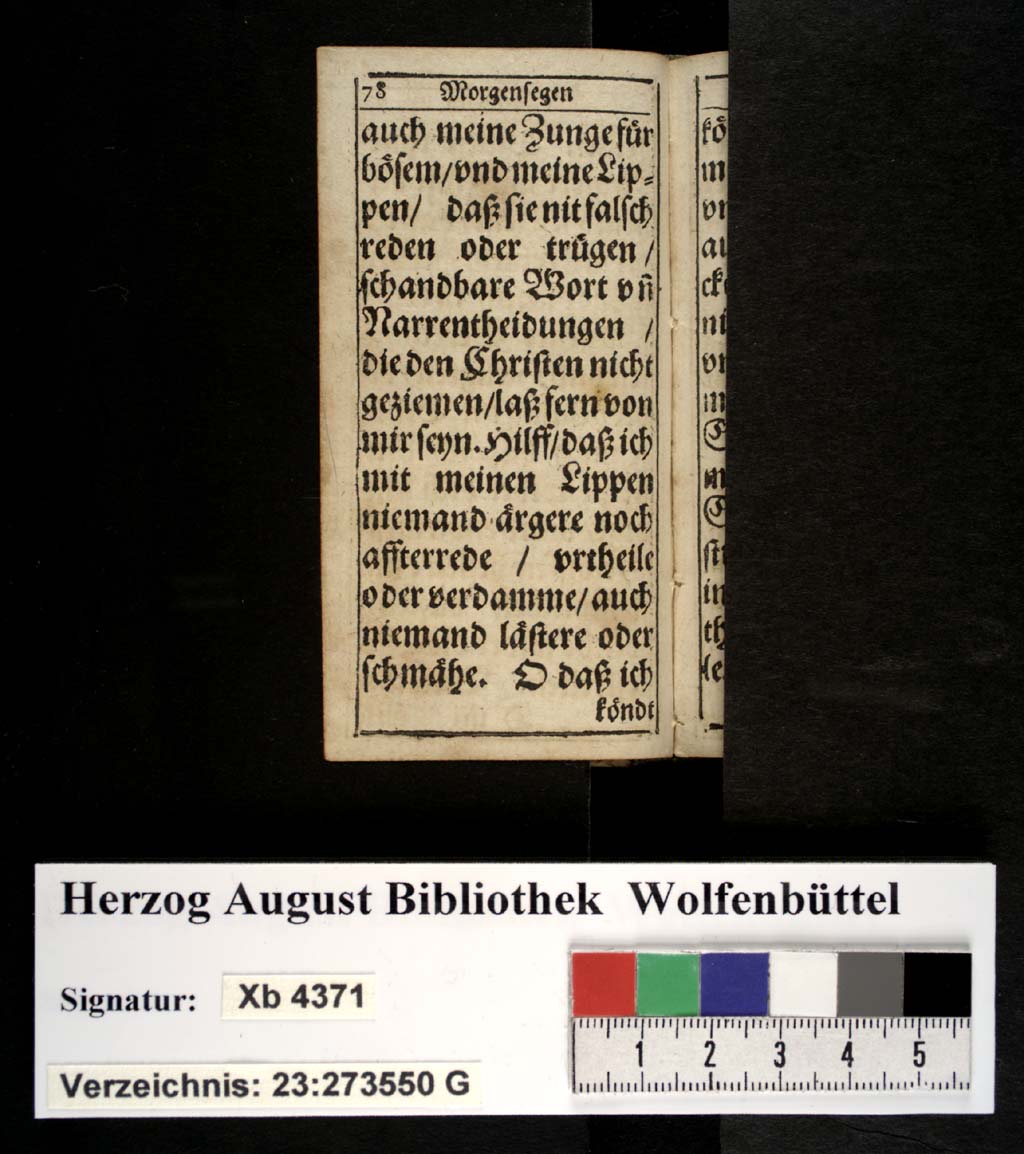 78 Morgensegen
auch meine Zunge für
bösem/vnd meine Lip-
pen/ daß sie nit falsch
reden oder trügen /
schandbare Wort vñ
Narrentheidungen /
die den Christen nicht
geziemen/laß fern von
mir seyn. Hilff/daß ich
mit meinen Lippen
niemand ärgere noch
affterrede / vrtheile
oder verdamme/auch
niemand lästere oder
schmähe. O daß ich
köndt
Herzog August Bibliothek Wolfenbüttel
Signatur: Xb 4371
Verzeichnis: 23:273550 G
1 2 3 4 5